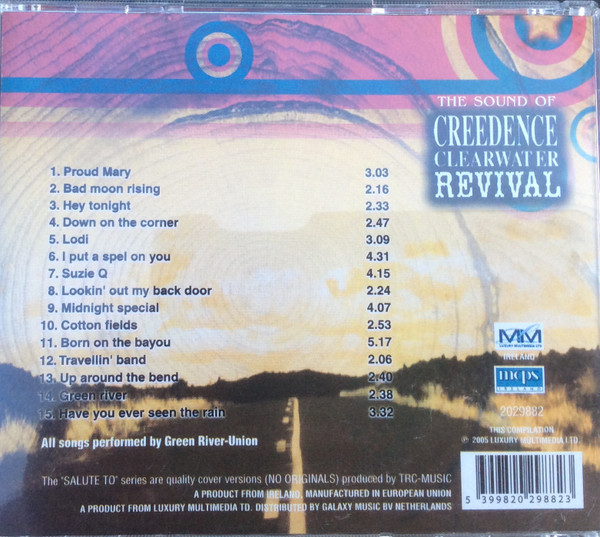 THE SOUND OF
CREEDENCE
CLEARWATER
REVIVAL
1. Proud Mary 3.03
2. Bad moon rising 2.16
3. Hey tonight 2.33
4. Down on the corner 2.47
5. Lodi 3.09
6. I put a spel on you 4.31
7. Suzie Q 4.15
8. Lookin' out my back door 2.24
9. Midnight special 4.07
10. Cotton fields 2.53
11. Born on the bayou 5.17
12. Travellin' band 2.06
13. Up around the bend 2.40
14. Green river 2.38
15. Have you ever seen the rain 3.32
All songs performed by Green River-Union
MM
LUXURY MULTIMEDIA LTD
IRELAND
mcps
IRELAND
2029882
THIS COMPILATION
℗ 2005 LUXURY MULTIMEDIA LTD.
The "SALUTE TO" series are quality cover versions (NO ORIGINALS) produced by TRC-MUSIC
A PRODUCT FROM IRELAND, MANUFACTURED IN EUROPEAN UNION
A PRODUCT FROM LUXURY MULTIMEDIA TD. DISTRIBUTED BY GALAXY MUSIC BV NETHERLANDS
5 399820 298823